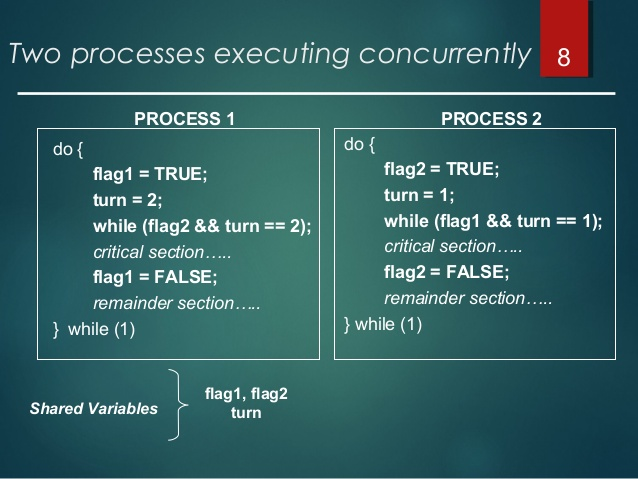 Two processes executing concurrently
8
PROCESS 1
do {
flag1 = TRUE;
turn = 2;
while (flag2 && turn == 2);
critical section…..
flag1 = FALSE;
remainder section…..
} while (1)
PROCESS 2
do {
flag2 = TRUE;
turn = 1;
while (flag1 && turn == 1);
critical section…..
flag2 = FALSE;
remainder section…..
} while (1)
Shared Variables
flag1, flag2
turn